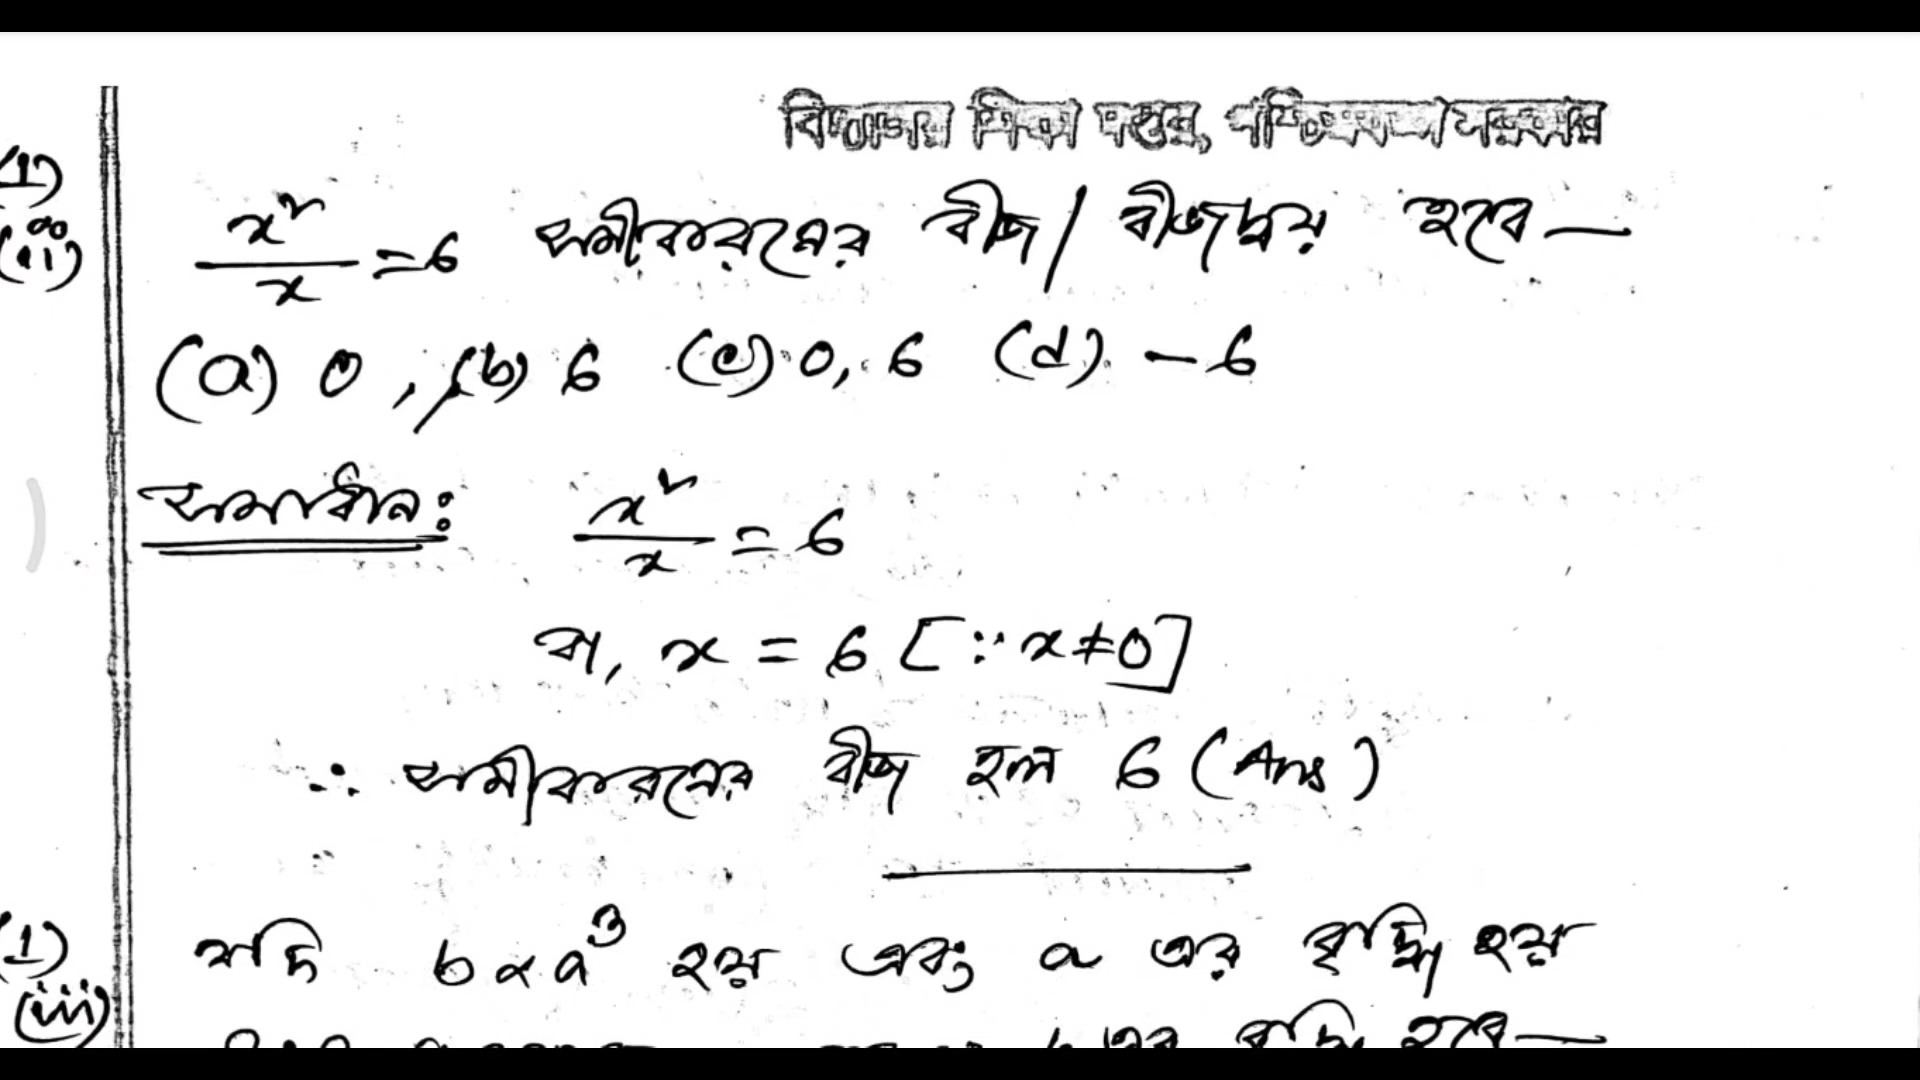 বিদ্যালয় শিক্ষা দপ্তর, পশ্চিমবঙ্গ সরকার
(1)
(ii) x²/x = 6 সমীকরণের বীজ/বীজদ্বয় হবে—
(a) 0, (b) 6 (c) 0, 6 (d) -6
সমাধান: x²/x = 6
বা, x = 6 [∵ x≠0]
∴ সমীকরণের বীজ হল 6 (Ans)
(1) যদি b ∝ a³ হয় এবং a এর বৃদ্ধি হয়
(iii) b এর বৃদ্ধি হবে—